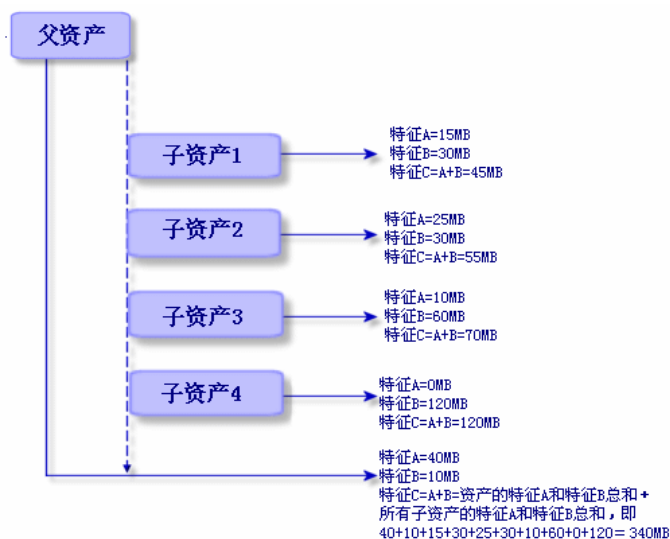 父资产
子资产1
特征A=15MB
特征B=30MB
特征C=A+B=45MB
子资产2
特征A=25MB
特征B=30MB
特征C=A+B=55MB
子资产3
特征A=10MB
特征B=60MB
特征C=A+B=70MB
子资产4
特征A=0MB
特征B=120MB
特征C=A+B=120MB
特征A=40MB
特征B=10MB
特征C=A+B=资产的特征A和特征B总和+
所有子资产的特征A和特征B总和，即
40+10+15+30+25+30+10+60+0+120＝340MB